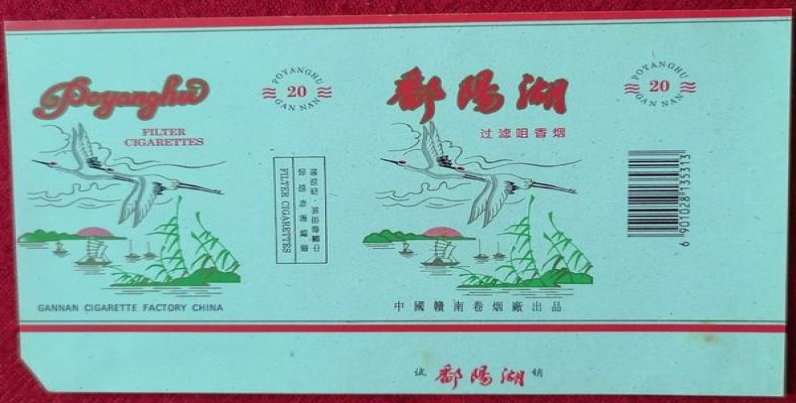 Poyanghu
FILTER
CIGARETTES
GANNAN CIGARETTE FACTORY CHINA
POYANGHU
20
GAN NAN
FILTER CIGARETTES
鄱陽湖
过滤咀香烟
中國贛南卷烟廠出品
POYANGHU
20
GAN NAN
6 901028 135313
试 鄱陽湖 销